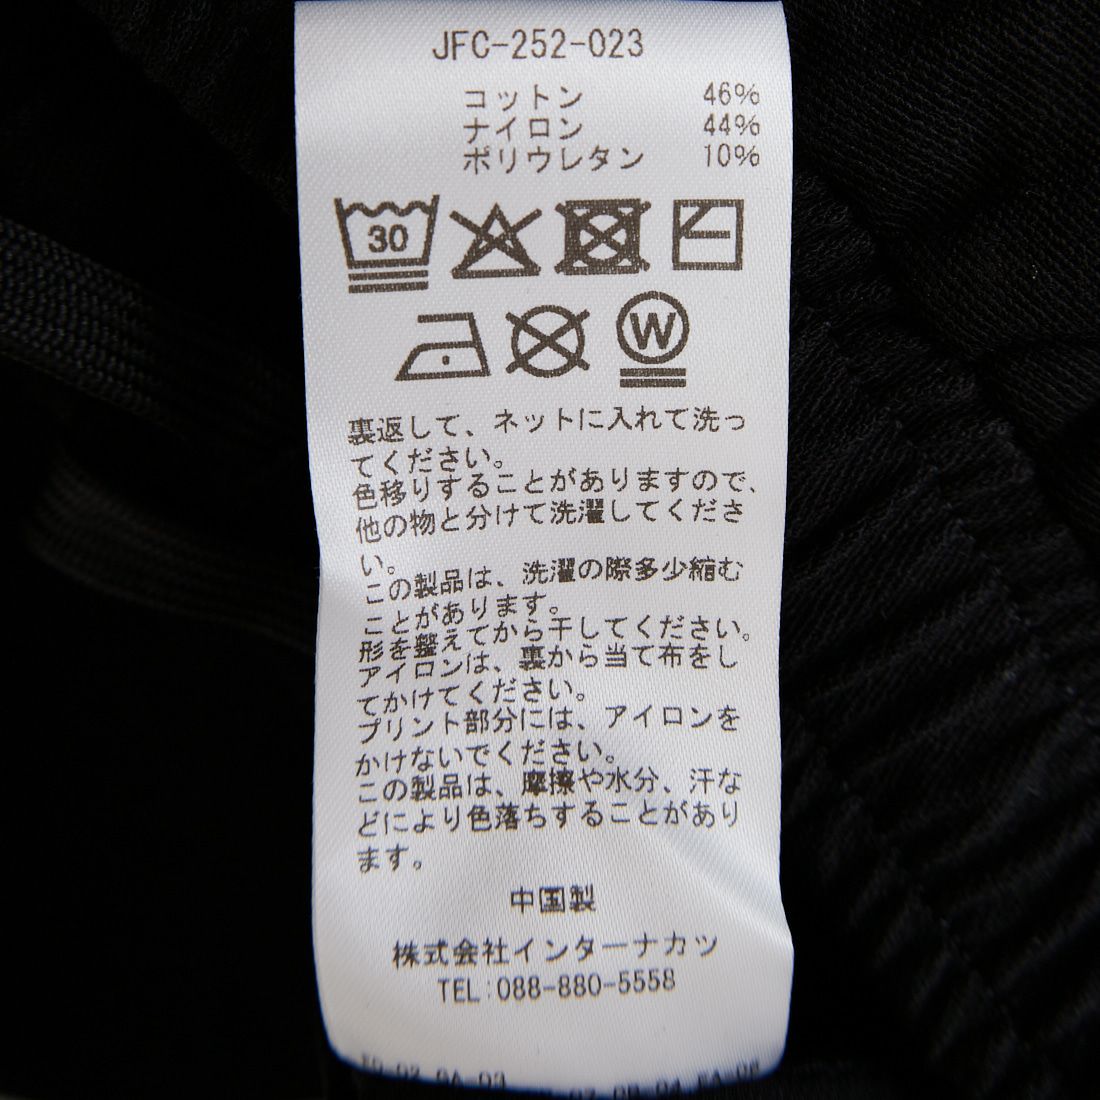 JFC-252-023
コットン 46%
ナイロン 44%
ポリウレタン 10%
30
W
裏返して、ネットに入れて洗っ
てください。
色移りすることがありますので、
他の物と分けて洗濯してくださ
い。
この製品は、洗濯の際多少縮む
ことがあります。
形を整えてから干してください。
アイロンは、裏から当て布をし
てかけてください。
プリント部分には、アイロンを
かけないでください。
この製品は、摩擦や水分、汗な
どにより色落ちすることがあり
ます。
中国製
株式会社インターナカツ
TEL:088-880-5558